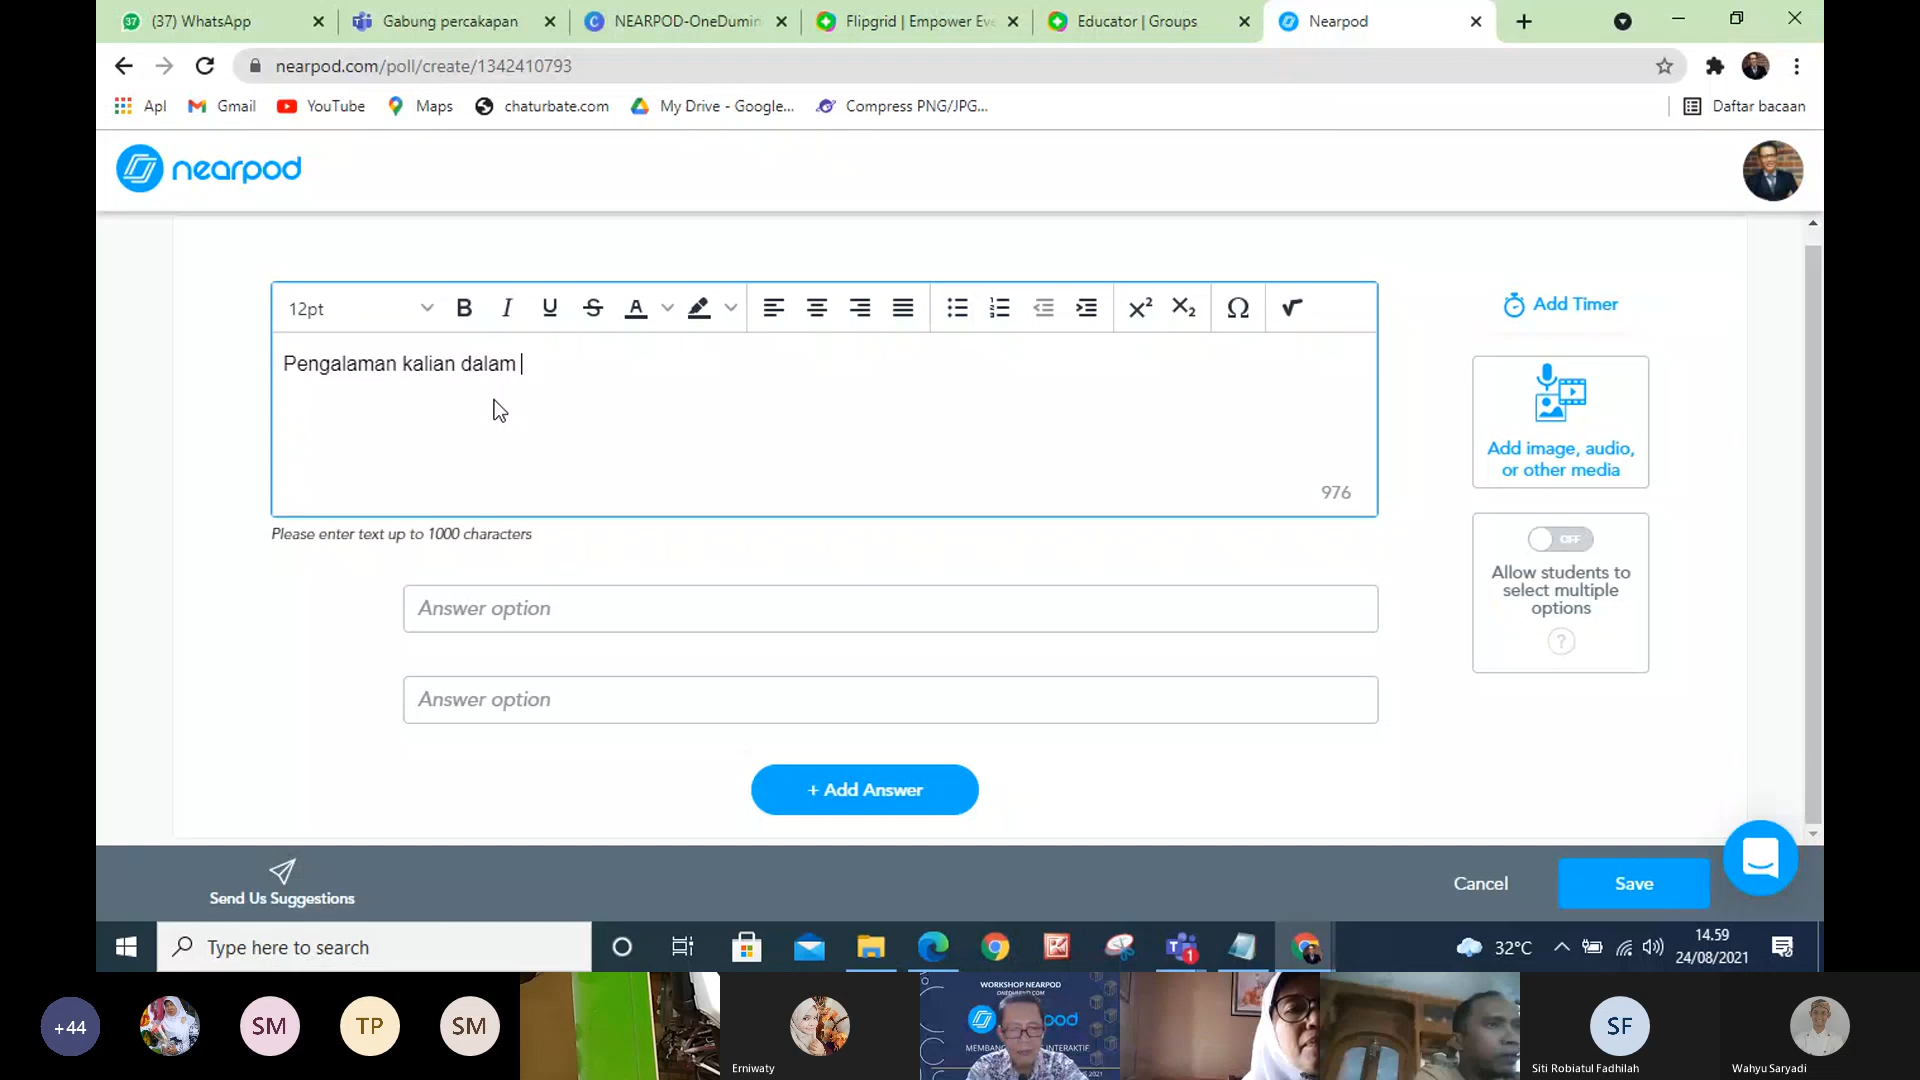 (37) WhatsApp
Gabung percakapan
NEARPOD-OneDumin
Flipgrid | Empower Eve
Educator | Groups
Nearpod
nearpod.com/poll/create/1342410793
Apl
Gmail
YouTube
Maps
chaturbate.com
My Drive - Google...
Compress PNG/JPG...
Daftar bacaan
nearpod
12pt
Pengalaman kalian dalam
976
Please enter text up to 1000 characters
Answer option
Answer option
+ Add Answer
Add Timer
Add image, audio,
or other media
OFF
Allow students to
select multiple
options
?
Send Us Suggestions
Cancel
Save
Type here to search
1
32°C
14.59
24/08/2021
+44
SM
TP
SM
Erniwaty
WORKSHOP NEARPOD
SF
Siti Robiatul Fadhilah
Wahyu Saryadi